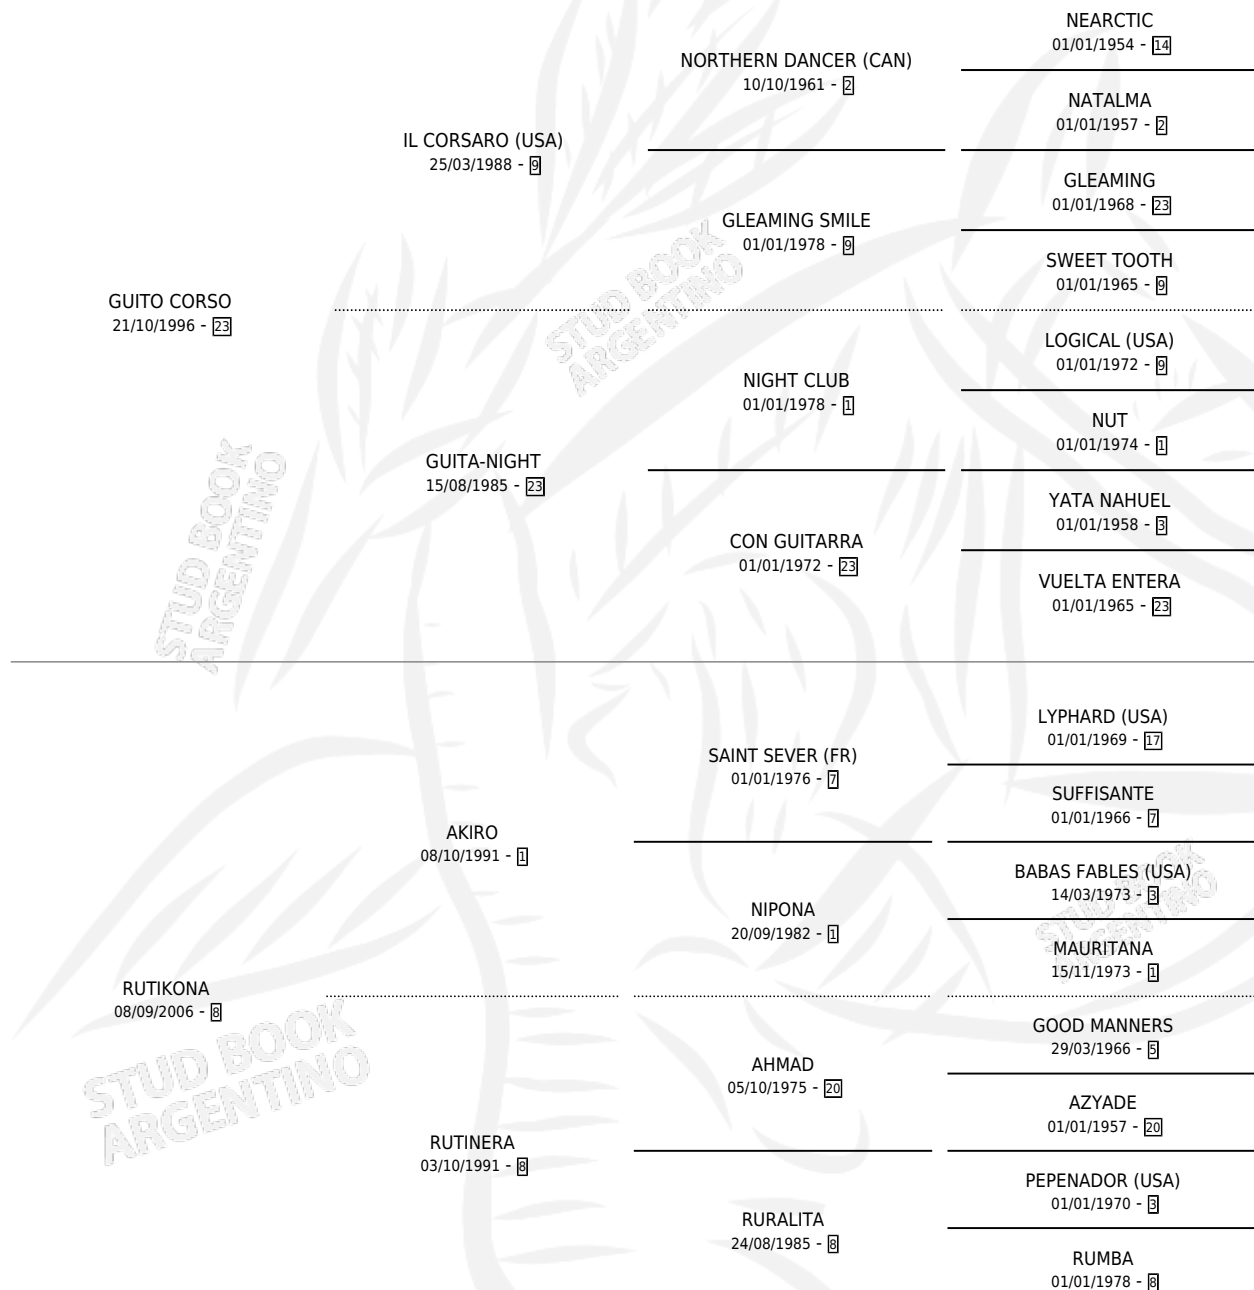 NEARCTIC
01/01/1954 - 14
NORTHERN DANCER (CAN)
10/10/1961 - 2
NATALMA
01/01/1957 - 2
IL CORSARO (USA)
25/03/1988 - 9
GLEAMING
01/01/1968 - 23
GLEAMING SMILE
01/01/1978 - 9
SWEET TOOTH
01/01/1965 - 9
GUITO CORSO
21/10/1996 - 23
LOGICAL (USA)
01/01/1972 - 9
NIGHT CLUB
01/01/1978 - 1
NUT
01/01/1974 - 1
GUITA-NIGHT
15/08/1985 - 23
YATA NAHUEL
01/01/1958 - 3
CON GUITARRA
01/01/1972 - 23
VUELTA ENTERA
01/01/1965 - 23
STUD BOOK
ARGENTINO
STUD BOOK
ARGENTINO
LYPHARD (USA)
01/01/1969 - 17
SAINT SEVER (FR)
01/01/1976 - 7
SUFFISANTE
01/01/1966 - 7
AKIRO
08/10/1991 - 1
BABAS FABLES (USA)
14/03/1973 - 3
NIPONA
20/09/1982 - 1
MAURITANA
15/11/1973 - 1
RUTIKONA
08/09/2006 - 8
GOOD MANNERS
29/03/1966 - 5
AHMAD
05/10/1975 - 20
AZYADE
01/01/1957 - 20
RUTINERA
03/10/1991 - 8
PEPENADOR (USA)
01/01/1970 - 3
RURALITA
24/08/1985 - 8
RUMBA
01/01/1978 - 8
STUD BOOK
ARGENTINO
STUD BOOK
ARGENTINO